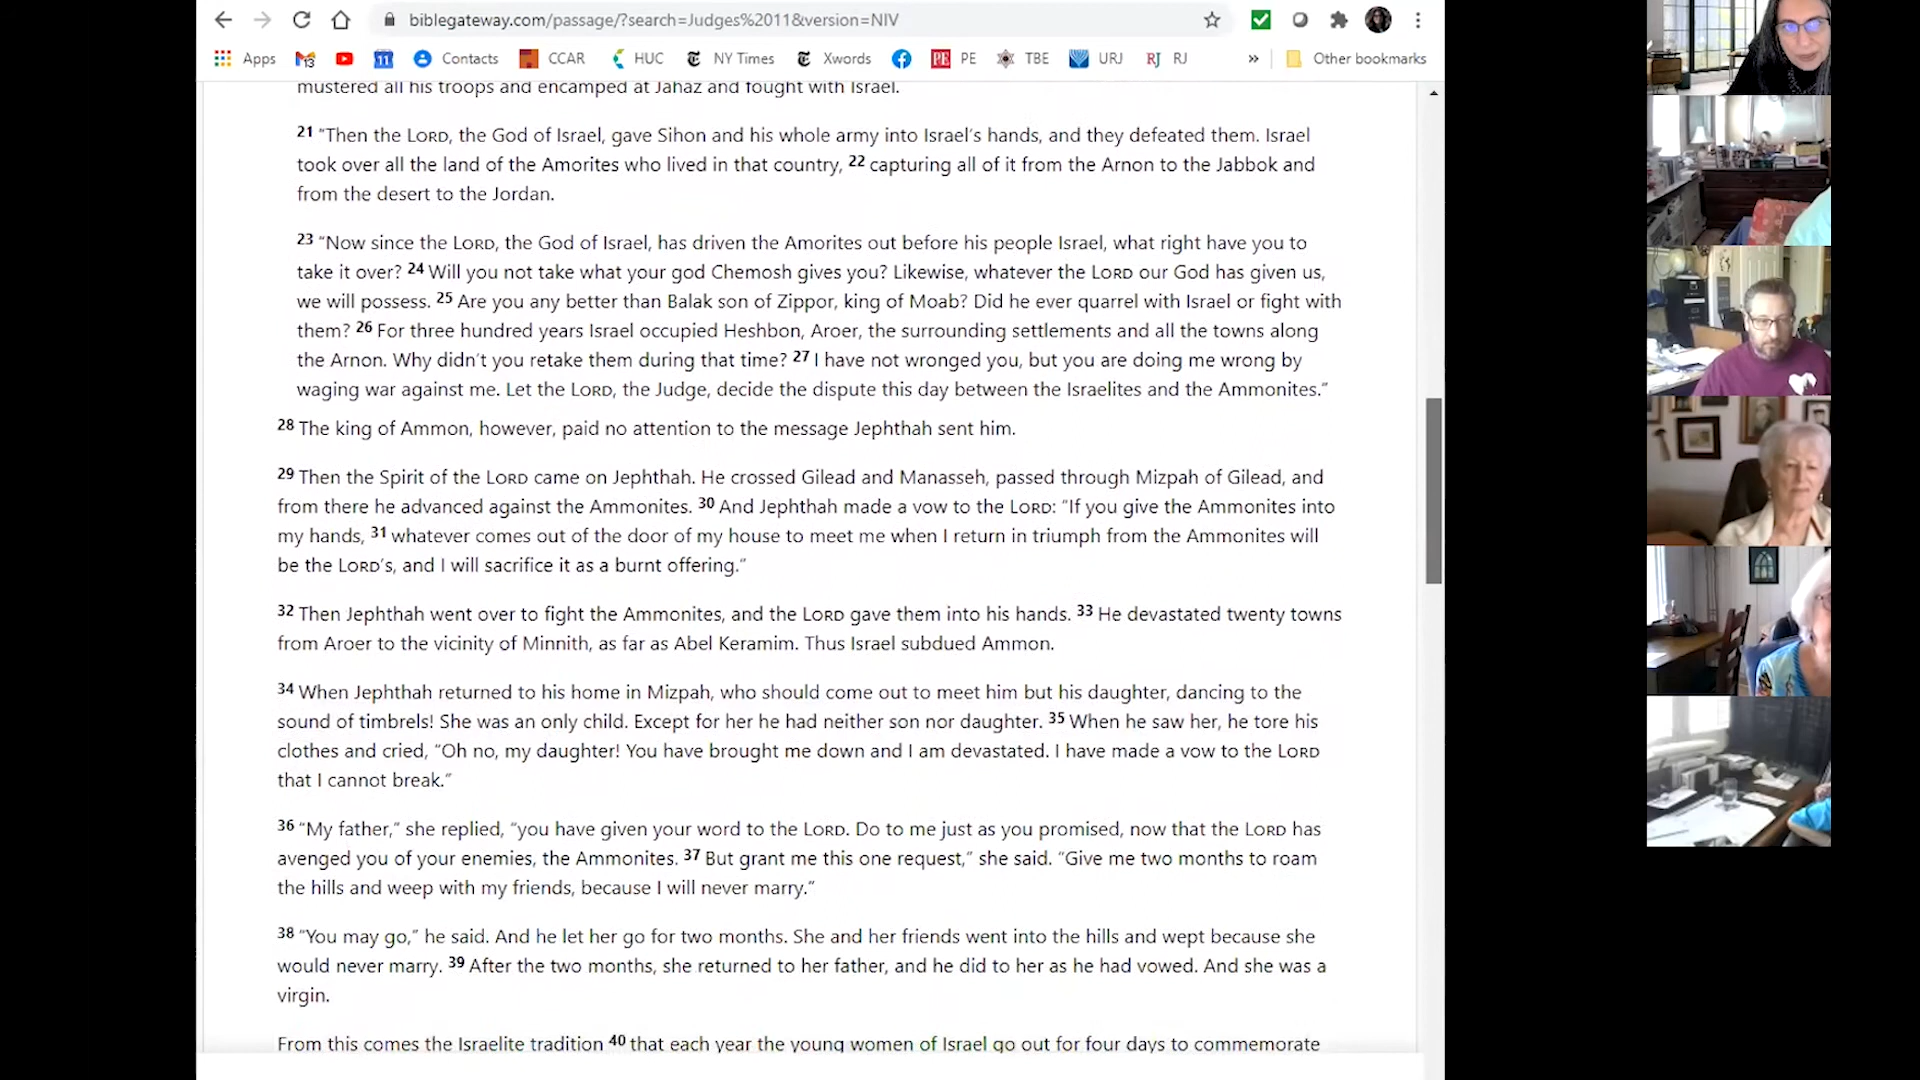 biblegateway.com/passage/?search=Judges%2011&version=NIV
Apps 13 11 Contacts CCAR HUC NY Times Xwords PE PE TBE URJ RJ RJ » Other bookmarks
mustered all his troops and encamped at Jahaz and fought with Israel.
21 “Then the LORD, the God of Israel, gave Sihon and his whole army into Israel’s hands, and they defeated them. Israel
took over all the land of the Amorites who lived in that country, 22 capturing all of it from the Arnon to the Jabbok and
from the desert to the Jordan.
23 “Now since the LORD, the God of Israel, has driven the Amorites out before his people Israel, what right have you to
take it over? 24 Will you not take what your god Chemosh gives you? Likewise, whatever the LORD our God has given us,
we will possess. 25 Are you any better than Balak son of Zippor, king of Moab? Did he ever quarrel with Israel or fight with
them? 26 For three hundred years Israel occupied Heshbon, Aroer, the surrounding settlements and all the towns along
the Arnon. Why didn’t you retake them during that time? 27 I have not wronged you, but you are doing me wrong by
waging war against me. Let the LORD, the Judge, decide the dispute this day between the Israelites and the Ammonites.”
28 The king of Ammon, however, paid no attention to the message Jephthah sent him.
29 Then the Spirit of the LORD came on Jephthah. He crossed Gilead and Manasseh, passed through Mizpah of Gilead, and
from there he advanced against the Ammonites. 30 And Jephthah made a vow to the LORD: “If you give the Ammonites into
my hands, 31 whatever comes out of the door of my house to meet me when I return in triumph from the Ammonites will
be the LORD’s, and I will sacrifice it as a burnt offering.”
32 Then Jephthah went over to fight the Ammonites, and the LORD gave them into his hands. 33 He devastated twenty towns
from Aroer to the vicinity of Minnith, as far as Abel Keramim. Thus Israel subdued Ammon.
34 When Jephthah returned to his home in Mizpah, who should come out to meet him but his daughter, dancing to the
sound of timbrels! She was an only child. Except for her he had neither son nor daughter. 35 When he saw her, he tore his
clothes and cried, “Oh no, my daughter! You have brought me down and I am devastated. I have made a vow to the LORD
that I cannot break.”
36 “My father,” she replied, “you have given your word to the LORD. Do to me just as you promised, now that the LORD has
avenged you of your enemies, the Ammonites. 37 But grant me this one request,” she said. “Give me two months to roam
the hills and weep with my friends, because I will never marry.”
38 “You may go,” he said. And he let her go for two months. She and her friends went into the hills and wept because she
would never marry. 39 After the two months, she returned to her father, and he did to her as he had vowed. And she was a
virgin.
From this comes the Israelite tradition 40 that each year the young women of Israel go out for four days to commemorate